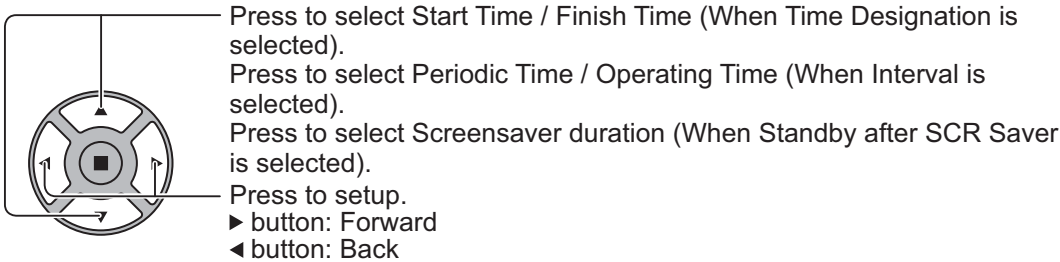 Press to select Start Time / Finish Time (When Time Designation is
selected).
Press to select Periodic Time / Operating Time (When Interval is
selected).
Press to select Screensaver duration (When Standby after SCR Saver
is selected).
Press to setup.
▶ button: Forward
◀ button: Back